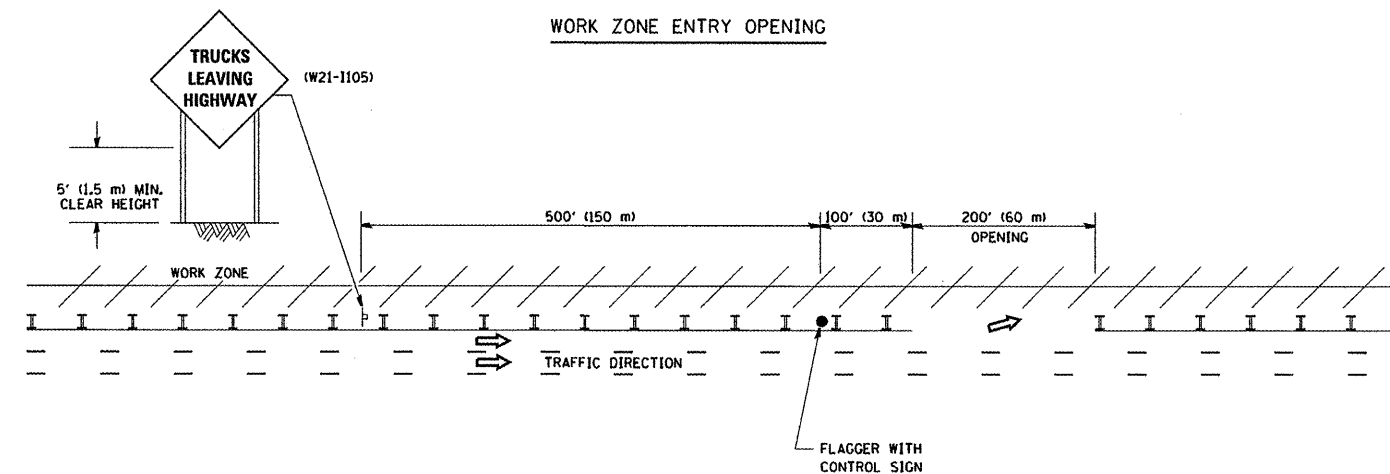 WORK ZONE ENTRY OPENING
TRUCKS
LEAVING
HIGHWAY
(W21-I105)
5' (1.5 m) MIN.
CLEAR HEIGHT
500' (150 m)
100' (30 m)
200' (60 m)
OPENING
WORK ZONE
TRAFFIC DIRECTION
FLAGGER WITH
CONTROL SIGN